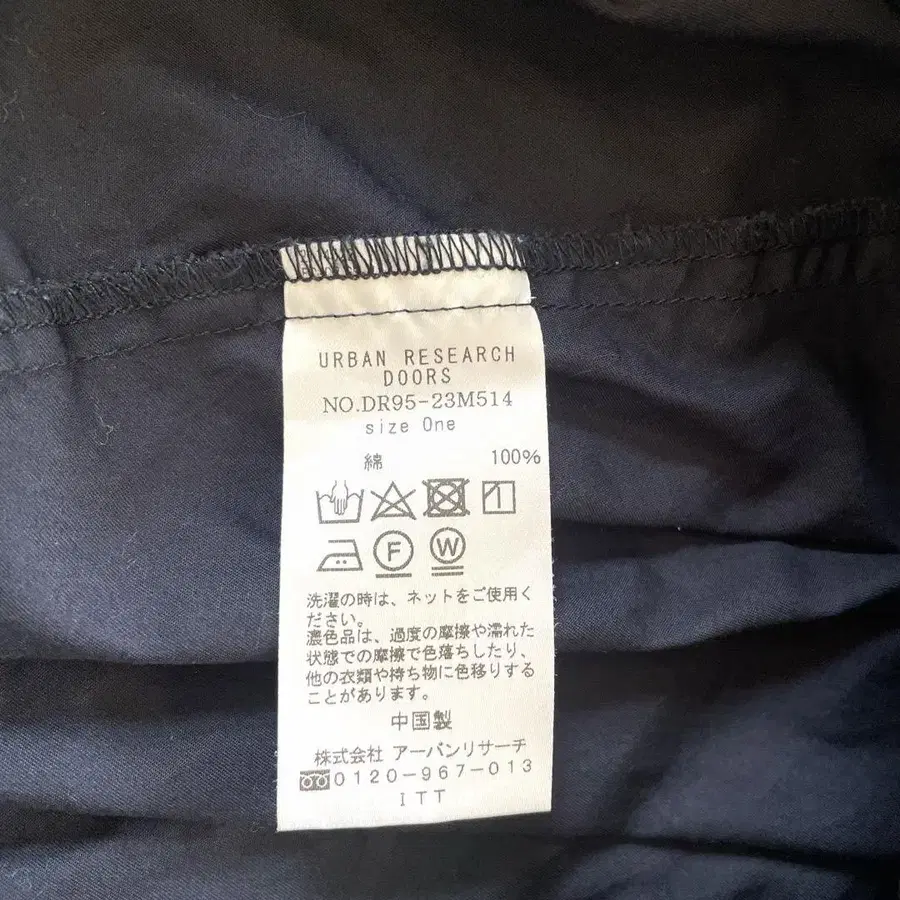 URBAN RESEARCH
DOORS
NO.DR95-23M514
size One
綿 100%
F W
洗濯の時は、ネットをご使用く
ださい。
濃色品は、過度の摩擦や濡れた
状態での摩擦で色落ちしたり、
他の衣類や持ち物に色移りする
ことがあります。
中国製
株式会社 アーバンリサーチ
0120-967-013
ITT